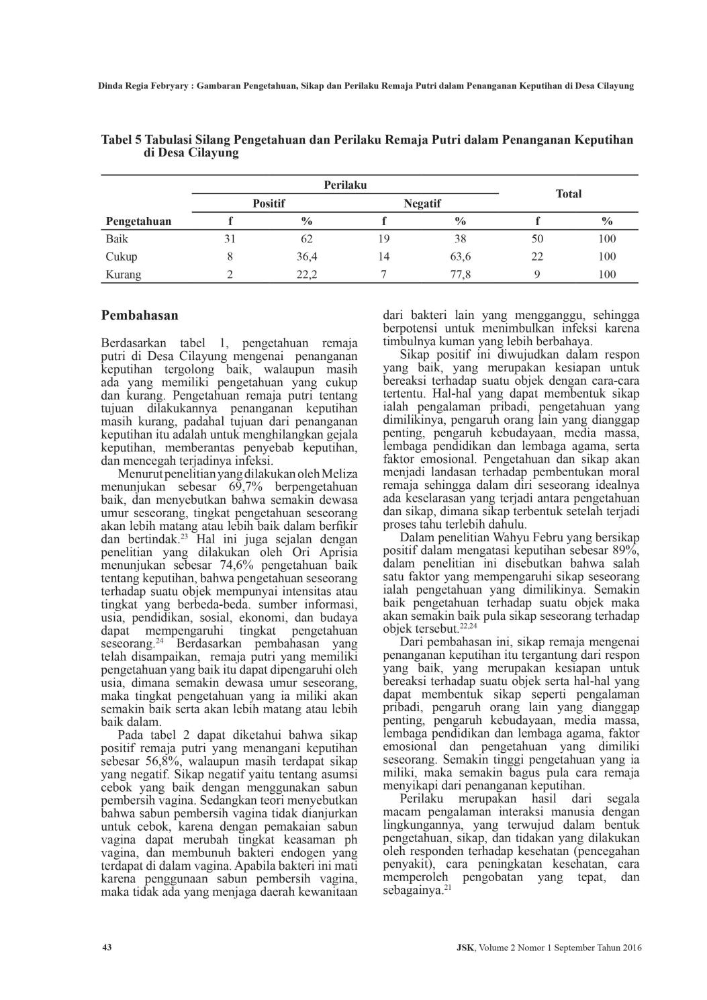 Dinda Regia Febryary : Gambaran Pengetahuan, Sikap dan Perilaku Remaja Putri dalam Penanganan Keputihan di Desa Cilayung
Tabel 5 Tabulasi Silang Pengetahuan dan Perilaku Remaja Putri dalam Penanganan Keputihan
di Desa Cilayung
Perilaku
Total
Positif Negatif
Pengetahuan f % f % f %
Baik 31 62 19 38 50 100
Cukup 8 36,4 14 63,6 22 100
Kurang 2 22,2 7 77,8 9 100
Pembahasan
Berdasarkan tabel 1, pengetahuan remaja
putri di Desa Cilayung mengenai penanganan
keputihan tergolong baik, walaupun masih
ada yang memiliki pengetahuan yang cukup
dan kurang. Pengetahuan remaja putri tentang
tujuan dilakukannya penanganan keputihan
masih kurang, padahal tujuan dari penanganan
keputihan itu adalah untuk menghilangkan gejala
keputihan, memberantas penyebab keputihan,
dan mencegah terjadinya infeksi.
Menurut penelitian yang dilakukan oleh Meliza
menunjukan sebesar 69,7% berpengetahuan
baik, dan menyebutkan bahwa semakin dewasa
umur seseorang, tingkat pengetahuan seseorang
akan lebih matang atau lebih baik dalam berfikir
dan bertindak.23 Hal ini juga sejalan dengan
penelitian yang dilakukan oleh Ori Aprisia
menunjukan sebesar 74,6% pengetahuan baik
tentang keputihan, bahwa pengetahuan seseorang
terhadap suatu objek mempunyai intensitas atau
tingkat yang berbeda-beda. sumber informasi,
usia, pendidikan, sosial, ekonomi, dan budaya
dapat mempengaruhi tingkat pengetahuan
seseorang.24 Berdasarkan pembahasan yang
telah disampaikan, remaja putri yang memiliki
pengetahuan yang baik itu dapat dipengaruhi oleh
usia, dimana semakin dewasa umur seseorang,
maka tingkat pengetahuan yang ia miliki akan
semakin baik serta akan lebih matang atau lebih
baik dalam.
Pada tabel 2 dapat diketahui bahwa sikap
positif remaja putri yang menangani keputihan
sebesar 56,8%, walaupun masih terdapat sikap
yang negatif. Sikap negatif yaitu tentang asumsi
cebok yang baik dengan menggunakan sabun
pembersih vagina. Sedangkan teori menyebutkan
bahwa sabun pembersih vagina tidak dianjurkan
untuk cebok, karena dengan pemakaian sabun
vagina dapat merubah tingkat keasaman ph
vagina, dan membunuh bakteri endogen yang
terdapat di dalam vagina. Apabila bakteri ini mati
karena penggunaan sabun pembersih vagina,
maka tidak ada yang menjaga daerah kewanitaan
dari bakteri lain yang mengganggu, sehingga
berpotensi untuk menimbulkan infeksi karena
timbulnya kuman yang lebih berbahaya.
Sikap positif ini diwujudkan dalam respon
yang baik, yang merupakan kesiapan untuk
bereaksi terhadap suatu objek dengan cara-cara
tertentu. Hal-hal yang dapat membentuk sikap
ialah pengalaman pribadi, pengetahuan yang
dimilikinya, pengaruh orang lain yang dianggap
penting, pengaruh kebudayaan, media massa,
lembaga pendidikan dan lembaga agama, serta
faktor emosional. Pengetahuan dan sikap akan
menjadi landasan terhadap pembentukan moral
remaja sehingga dalam diri seseorang idealnya
ada keselarasan yang terjadi antara pengetahuan
dan sikap, dimana sikap terbentuk setelah terjadi
proses tahu terlebih dahulu.
Dalam penelitian Wahyu Febru yang bersikap
positif dalam mengatasi keputihan sebesar 89%,
dalam penelitian ini disebutkan bahwa salah
satu faktor yang mempengaruhi sikap seseorang
ialah pengetahuan yang dimilikinya. Semakin
baik pengetahuan terhadap suatu objek maka
akan semakin baik pula sikap seseorang terhadap
objek tersebut.22,24
Dari pembahasan ini, sikap remaja mengenai
penanganan keputihan itu tergantung dari respon
yang baik, yang merupakan kesiapan untuk
bereaksi terhadap suatu objek serta hal-hal yang
dapat membentuk sikap seperti pengalaman
pribadi, pengaruh orang lain yang dianggap
penting, pengaruh kebudayaan, media massa,
lembaga pendidikan dan lembaga agama, faktor
emosional dan pengetahuan yang dimiliki
seseorang. Semakin tinggi pengetahuan yang ia
miliki, maka semakin bagus pula cara remaja
menyikapi dari penanganan keputihan.
Perilaku merupakan hasil dari segala
macam pengalaman interaksi manusia dengan
lingkungannya, yang terwujud dalam bentuk
pengetahuan, sikap, dan tidakan yang dilakukan
oleh responden terhadap kesehatan (pencegahan
penyakit), cara peningkatan kesehatan, cara
memperoleh pengobatan yang tepat, dan
sebagainya.21
43
JSK, Volume 2 Nomor 1 September Tahun 2016